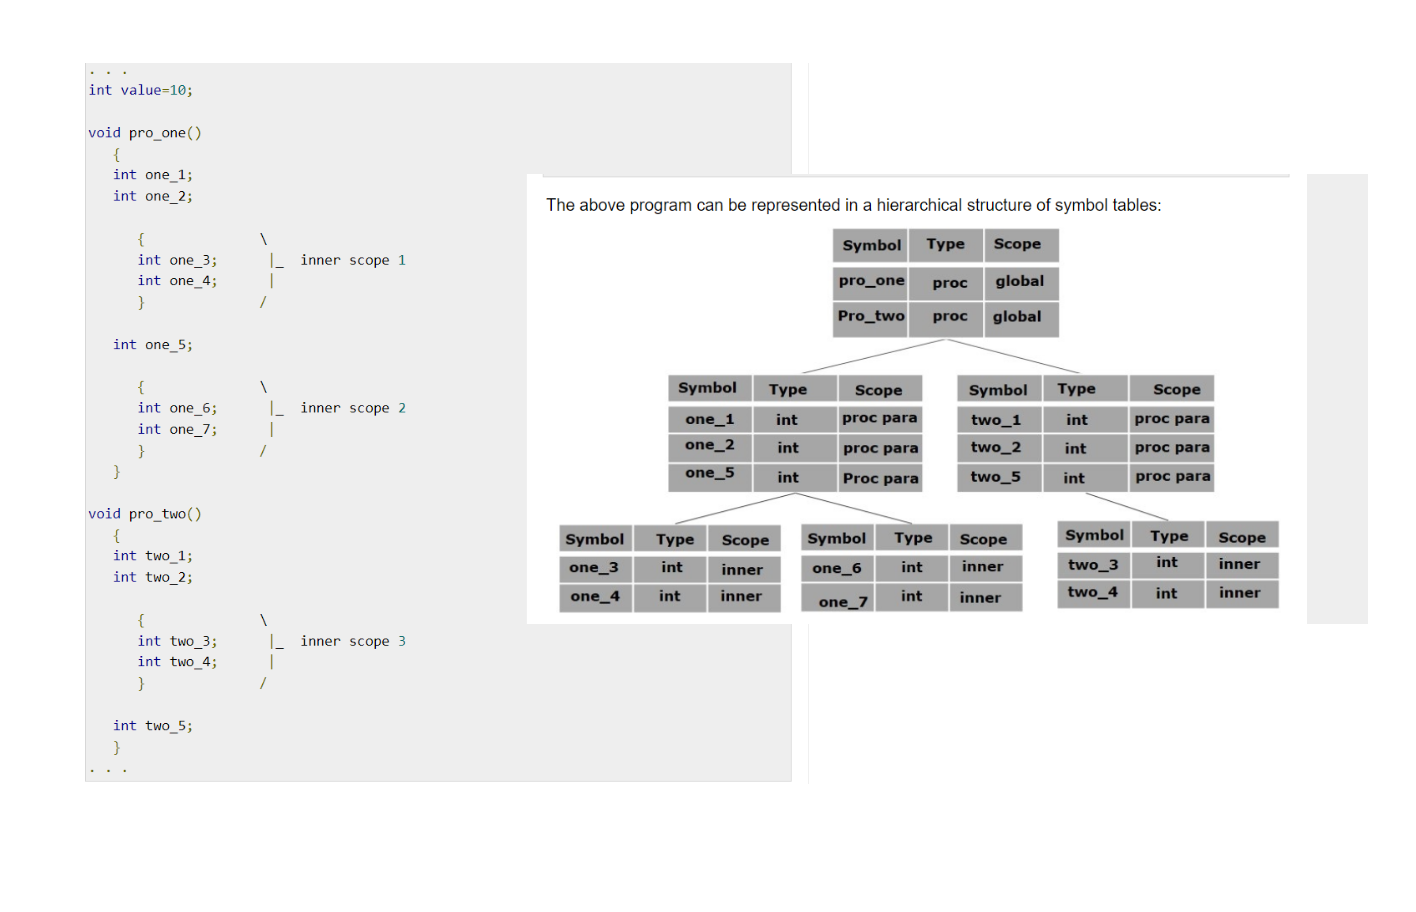 . . .
int value=10;
void pro_one()
{
int one_1;
int one_2;
{ \
int one_3; |_ inner scope 1
int one_4; |
} /
int one_5;
{ \
int one_6; |_ inner scope 2
int one_7; |
} /
}
void pro_two()
{
int two_1;
int two_2;
{ \
int two_3; |_ inner scope 3
int two_4; |
} /
int two_5;
}
. . .
The above program can be represented in a hierarchical structure of symbol tables:
Symbol Type Scope
pro_one proc global
Pro_two proc global
Symbol Type Scope
one_1 int proc para
one_2 int proc para
one_5 int Proc para
Symbol Type Scope
two_1 int proc para
two_2 int proc para
two_5 int proc para
Symbol Type Scope
one_3 int inner
one_4 int inner
Symbol Type Scope
one_6 int inner
one_7 int inner
Symbol Type Scope
two_3 int inner
two_4 int inner